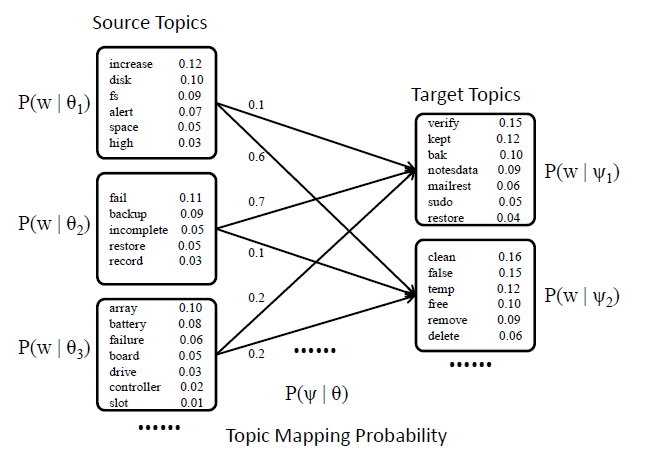 Source Topics
P(w | θ1)
increase 0.12
disk 0.10
fs 0.09
alert 0.07
space 0.05
high 0.03
P(w | θ2)
fail 0.11
backup 0.09
incomplete 0.05
restore 0.05
record 0.03
P(w | θ3)
array 0.10
battery 0.08
failure 0.06
board 0.05
drive 0.03
controller 0.02
slot 0.01
......
0.1
0.6
0.7
0.1
0.2
0.2
......
P(ψ | θ)
Target Topics
verify 0.15
kept 0.12
bak 0.10
notesdata 0.09
mailrest 0.06
sudo 0.05
restore 0.04
P(w | ψ1)
clean 0.16
false 0.15
temp 0.12
free 0.10
remove 0.09
delete 0.06
P(w | ψ2)
......
Topic Mapping Probability